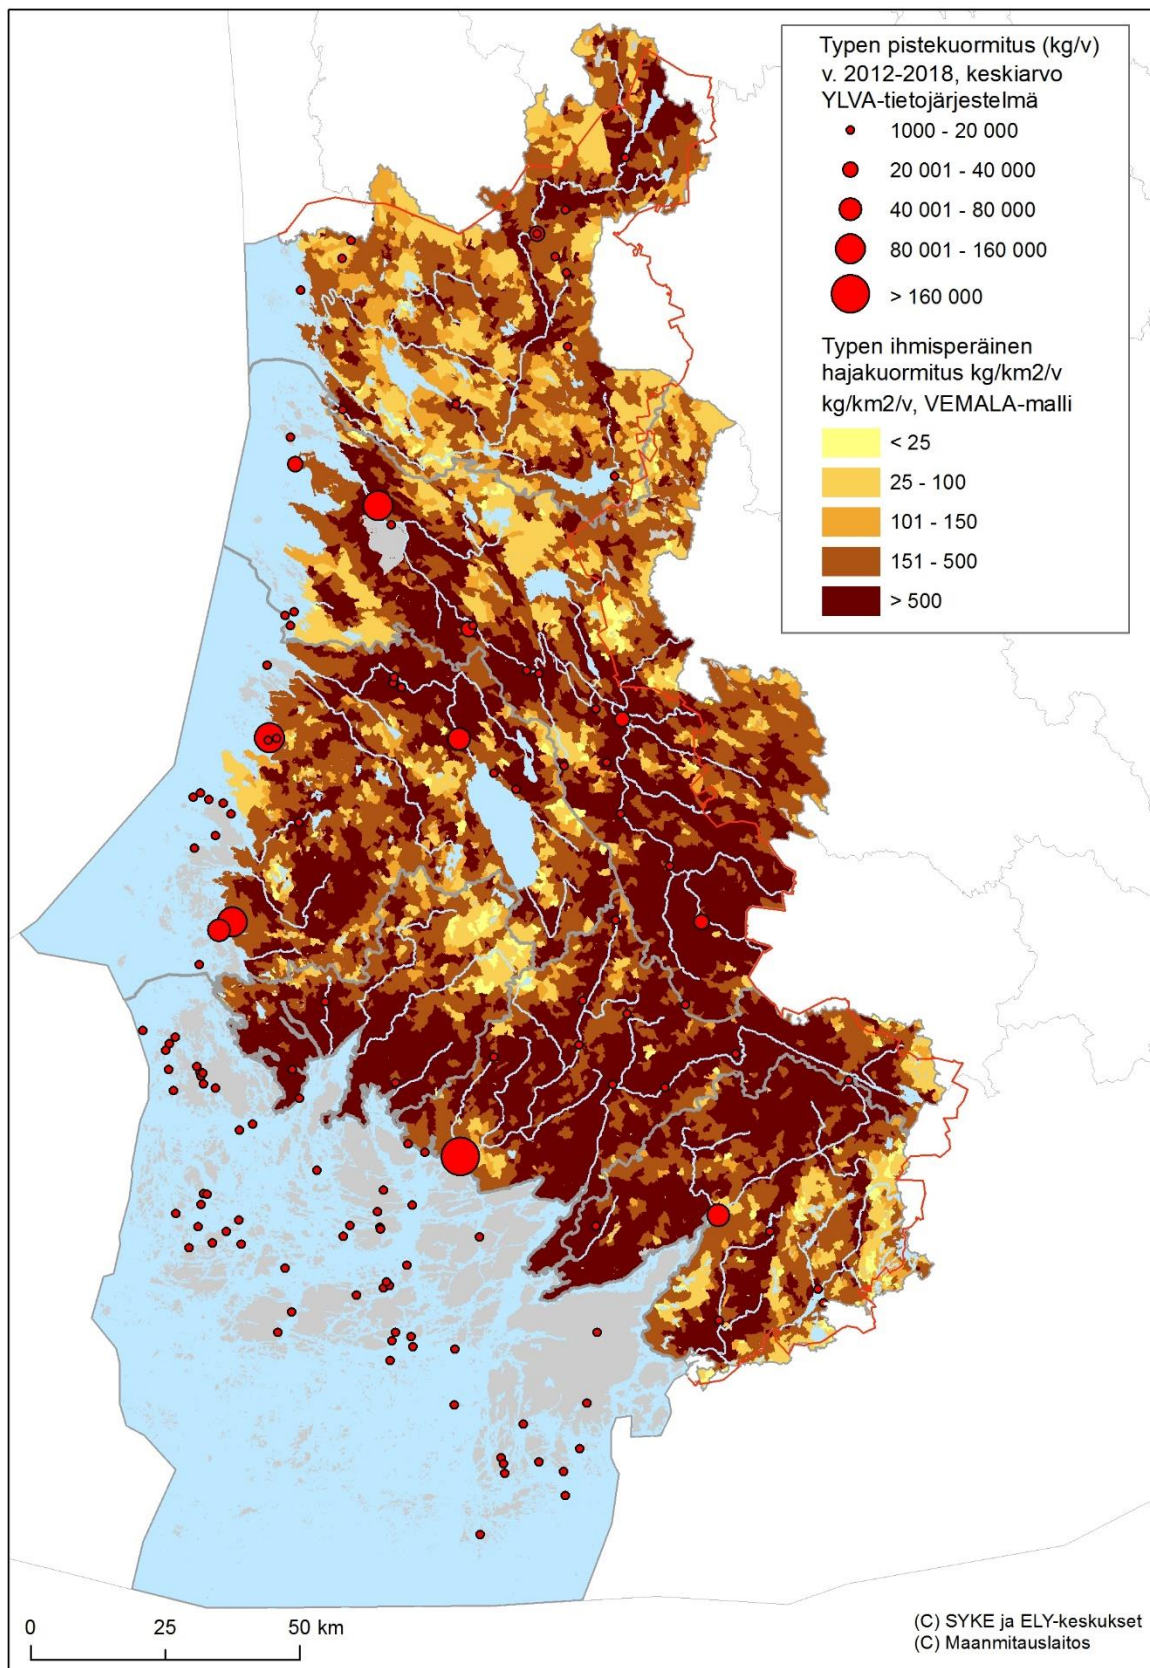 Typen pistekuormitus (kg/v)
v. 2012-2018, keskiarvo
YLVA-tietojärjestelmä
1000 - 20 000
20 001 - 40 000
40 001 - 80 000
80 001 - 160 000
> 160 000
Typen ihmisperäinen
hajakuormitus kg/km2/v
kg/km2/v, VEMALA-malli
< 25
25 - 100
101 - 150
151 - 500
> 500
0 25 50 km
(C) SYKE ja ELY-keskukset
(C) Maanmitauslaitos